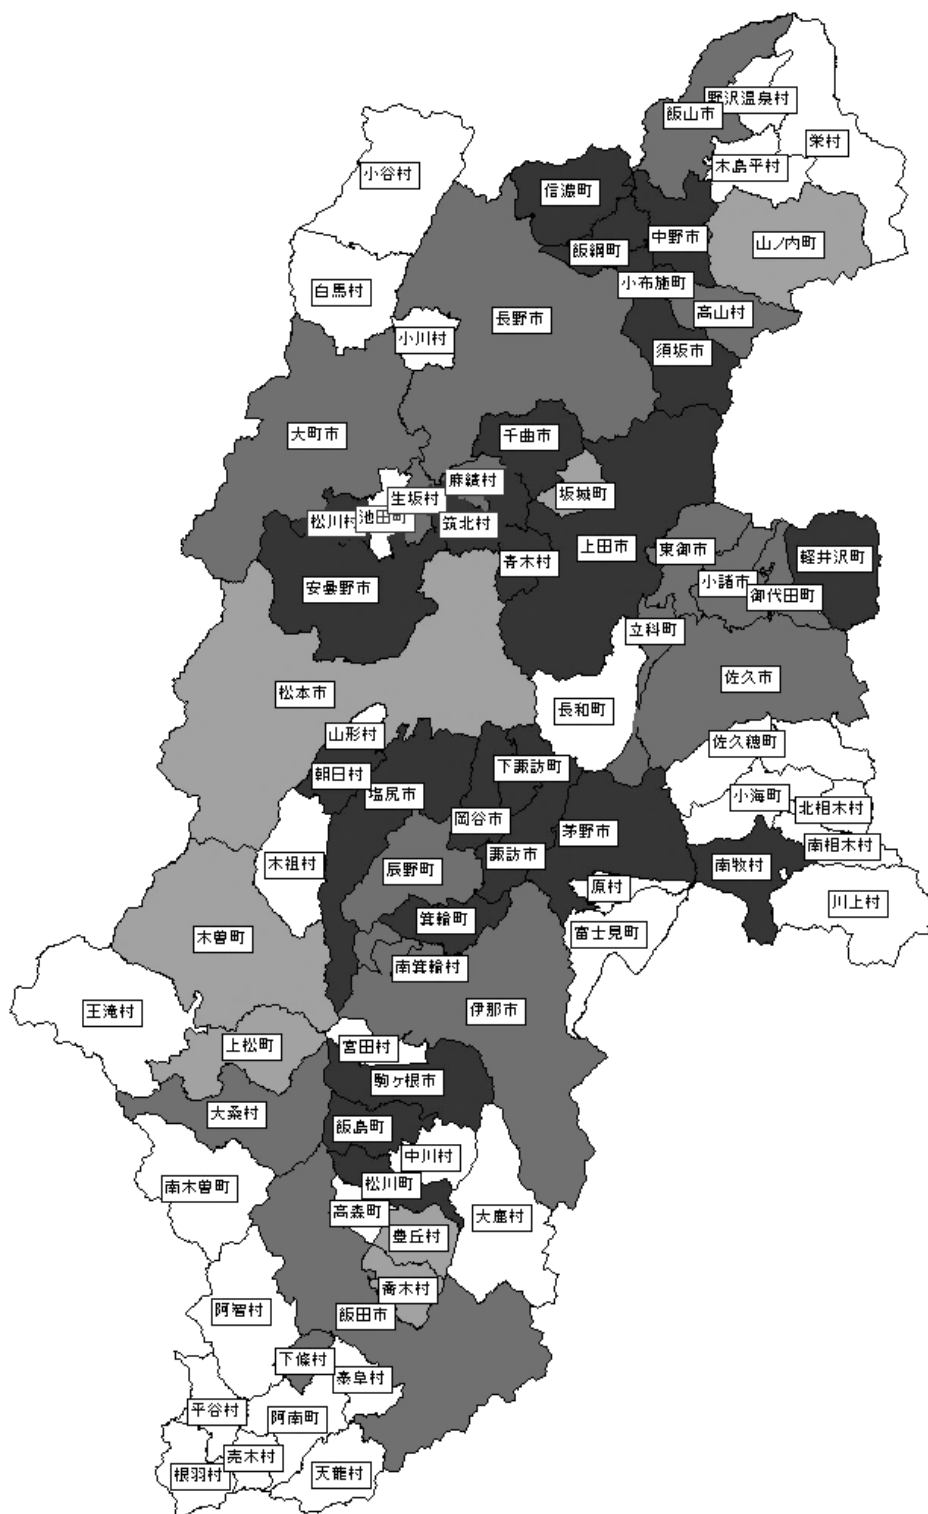 野沢温泉村
飯山市
栄村
木島平村
小谷村
信濃町
中野市
山ノ内町
飯綱町
小布施町
白馬村
高山村
長野市
小川村
須坂市
大町市
千曲市
麻績村
坂城町
生坂村
松川村
池田町
筑北村
上田市
東御市
軽井沢町
青木村
小諸市
安曇野市
御代田町
立科町
佐久市
松本市
長和町
山形村
佐久穂町
下諏訪町
朝日村
塩尻市
小海町
北相木村
岡谷市
茅野市
木祖村
南相木村
諏訪市
辰野町
南牧村
原村
川上村
箕輪町
富士見町
木曽町
南箕輪村
伊那市
王滝村
上松町
宮田村
駒ヶ根市
大桑村
飯島町
中川村
南木曽町
松川町
高森町
大鹿村
豊丘村
喬木村
阿智村
飯田市
下條村
泰阜村
平谷村
阿南町
売木村
根羽村
天龍村